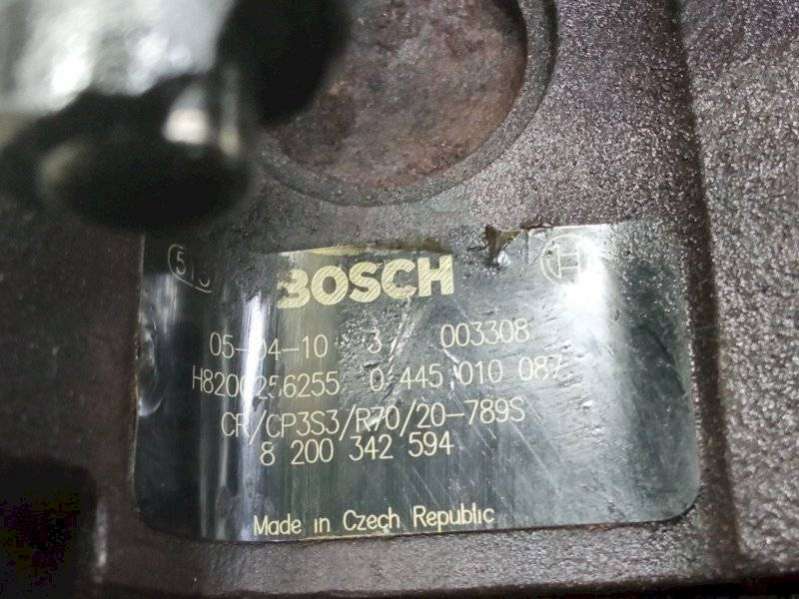 BOSCH
05-04-10 3 003308
H8200256255 0 445 010 087
CR/CP3S3/R70/20-789S
8 200 342 594
Made in Czech Republic